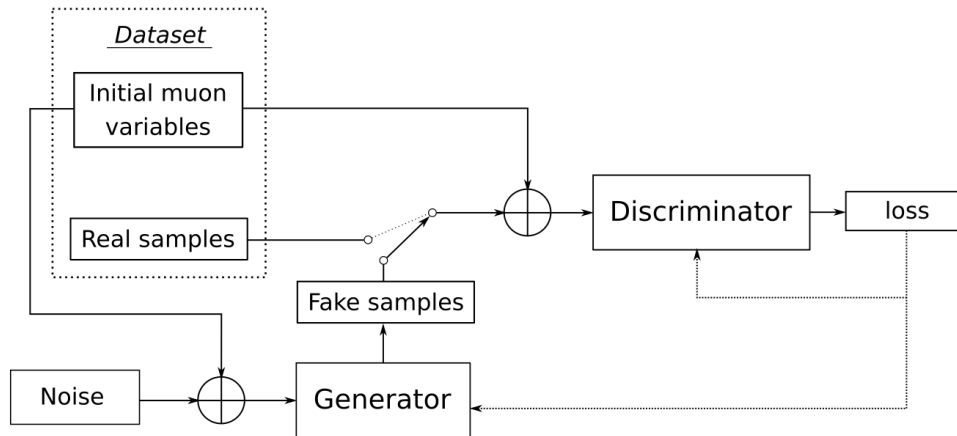 Dataset
Initial muon
variables
Real samples
Discriminator
loss
Fake samples
Noise
Generator